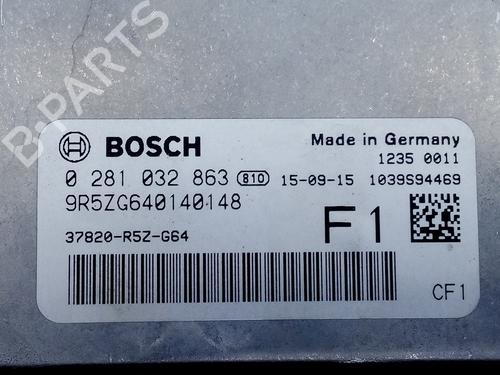 B-PARTS
BOSCH
Made in Germany
1235 0011
0 281 032 863 810 15-09-15 1039S94469
9R5ZG640140148
F1
37820-R5Z-G64
CF1